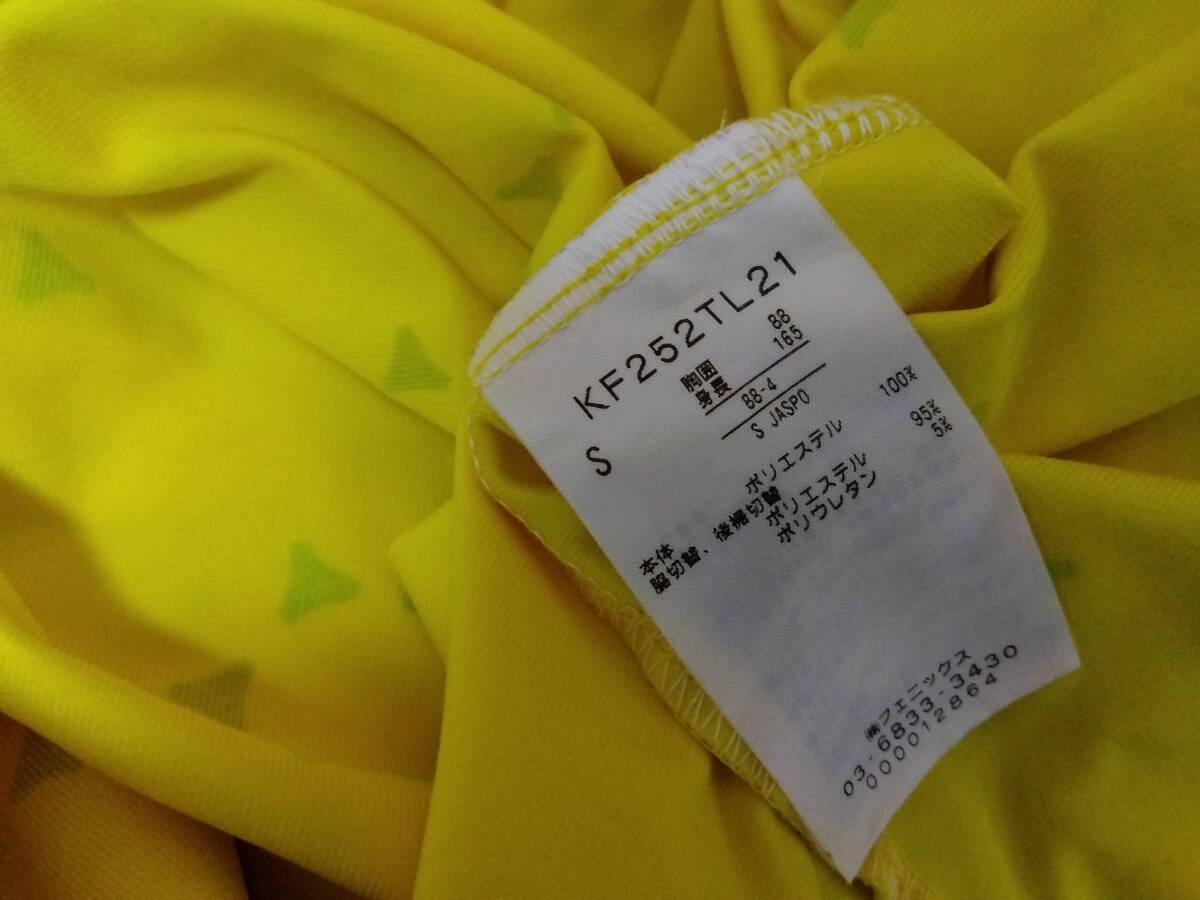 KF252TL21
S 胸囲 88
身長 165
88-4
S JASPO
本体 ポリエステル 100%
脇切替、後裾切替
ポリエステル 95%
ポリウレタン 5%
㈱フェニックス
03-6833-3430
000012864